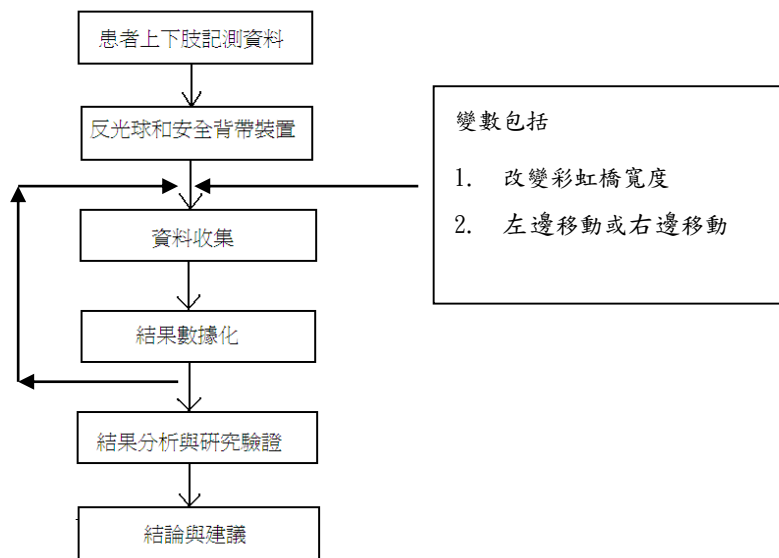 患者上下肢記測資料
反光球和安全背帶裝置
變數包括
1. 改變彩虹橋寬度
2. 左邊移動或右邊移動
資料收集
結果數據化
結果分析與研究驗證
結論與建議